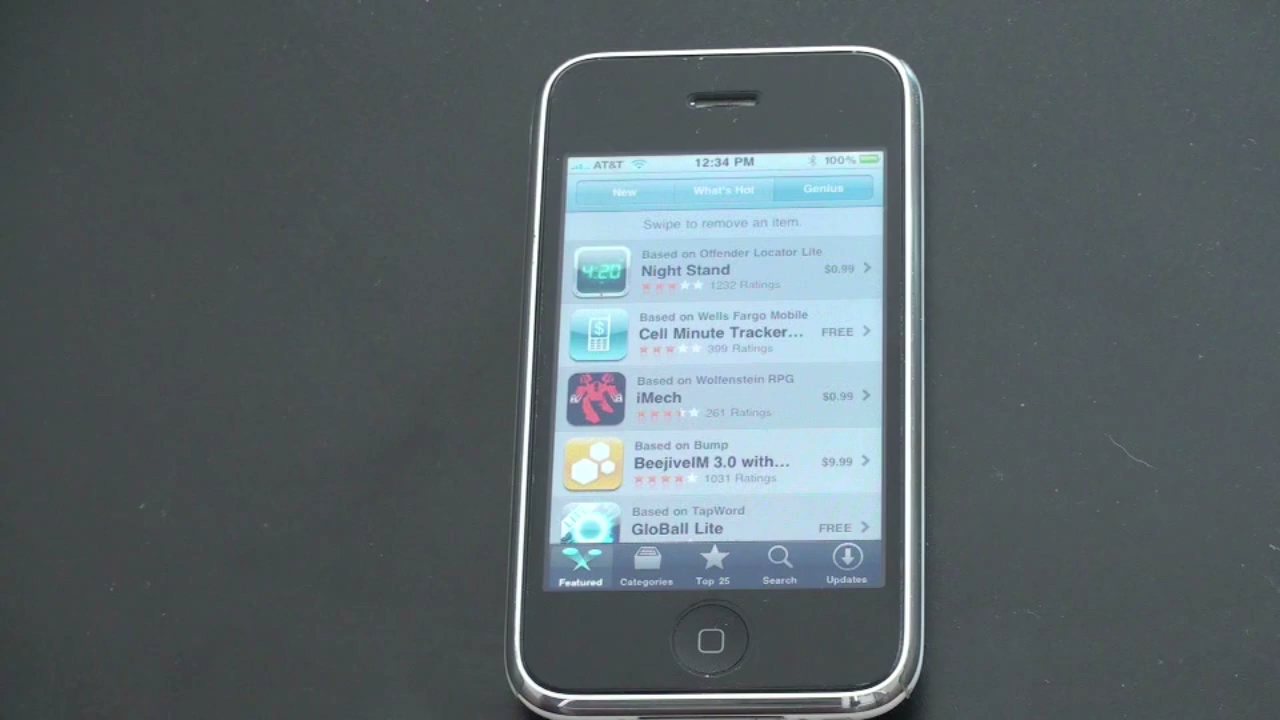 AT&T 12:34 PM 100%
New What's Hot Genius
Swipe to remove an item.
4:20
Based on Offender Locator Lite
Night Stand $0.99
1232 Ratings
$
Based on Wells Fargo Mobile
Cell Minute Tracker... FREE
399 Ratings
Based on Wolfenstein RPG
iMech $0.99
261 Ratings
Based on Bump
BeejiveIM 3.0 with... $9.99
1031 Ratings
Based on TapWord
GloBall Lite FREE
Featured Categories Top 25 Search Updates